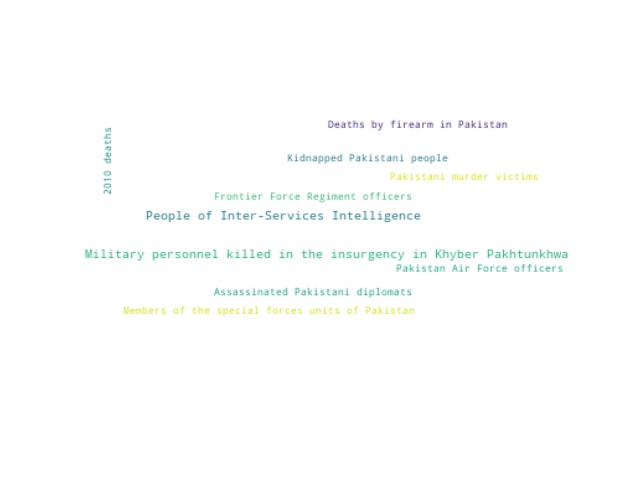 Deaths by firearm in Pakistan
2010 deaths
Kidnapped Pakistani people
Pakistani murder victims
Frontier Force Regiment officers
People of Inter-Services Intelligence
Military personnel killed in the insurgency in Khyber Pakhtunkhwa
Pakistan Air Force officers
Assassinated Pakistani diplomats
Members of the special forces units of Pakistan